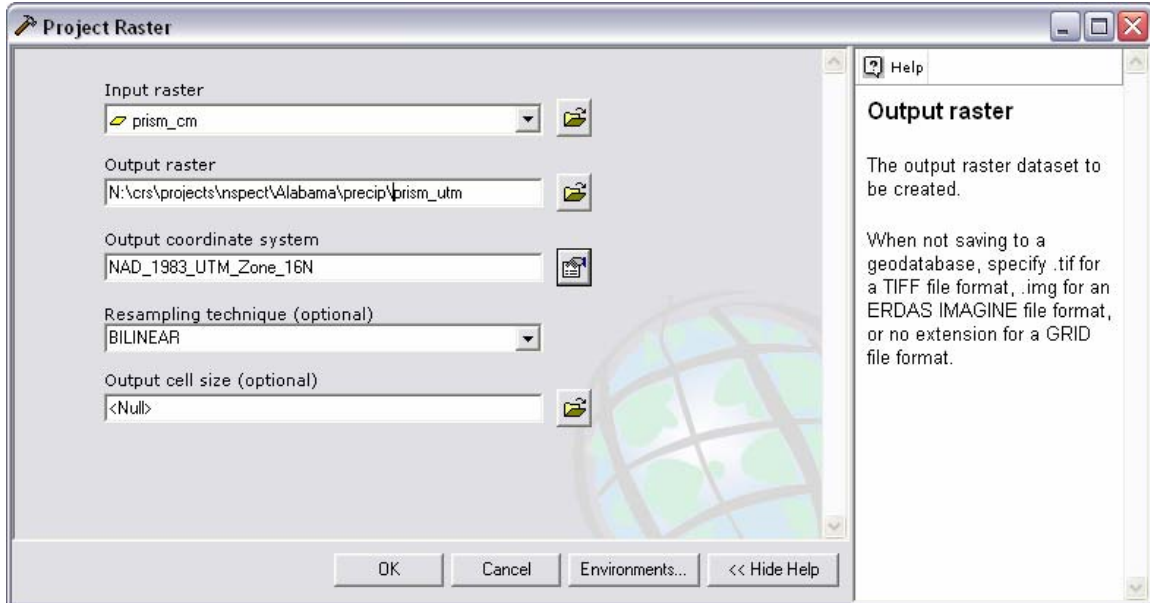 Project Raster
Input raster
prism_cm
Output raster
N:\crs\projects\nspect\Alabama\precip\prism_utm
Output coordinate system
NAD_1983_UTM_Zone_16N
Resampling technique (optional)
BILINEAR
Output cell size (optional)
<Null>
OK
Cancel
Environments...
<< Hide Help
Help
Output raster
The output raster dataset to
be created.
When not saving to a
geodatabase, specify .tif for
a TIFF file format, .img for an
ERDAS IMAGINE file format,
or no extension for a GRID
file format.